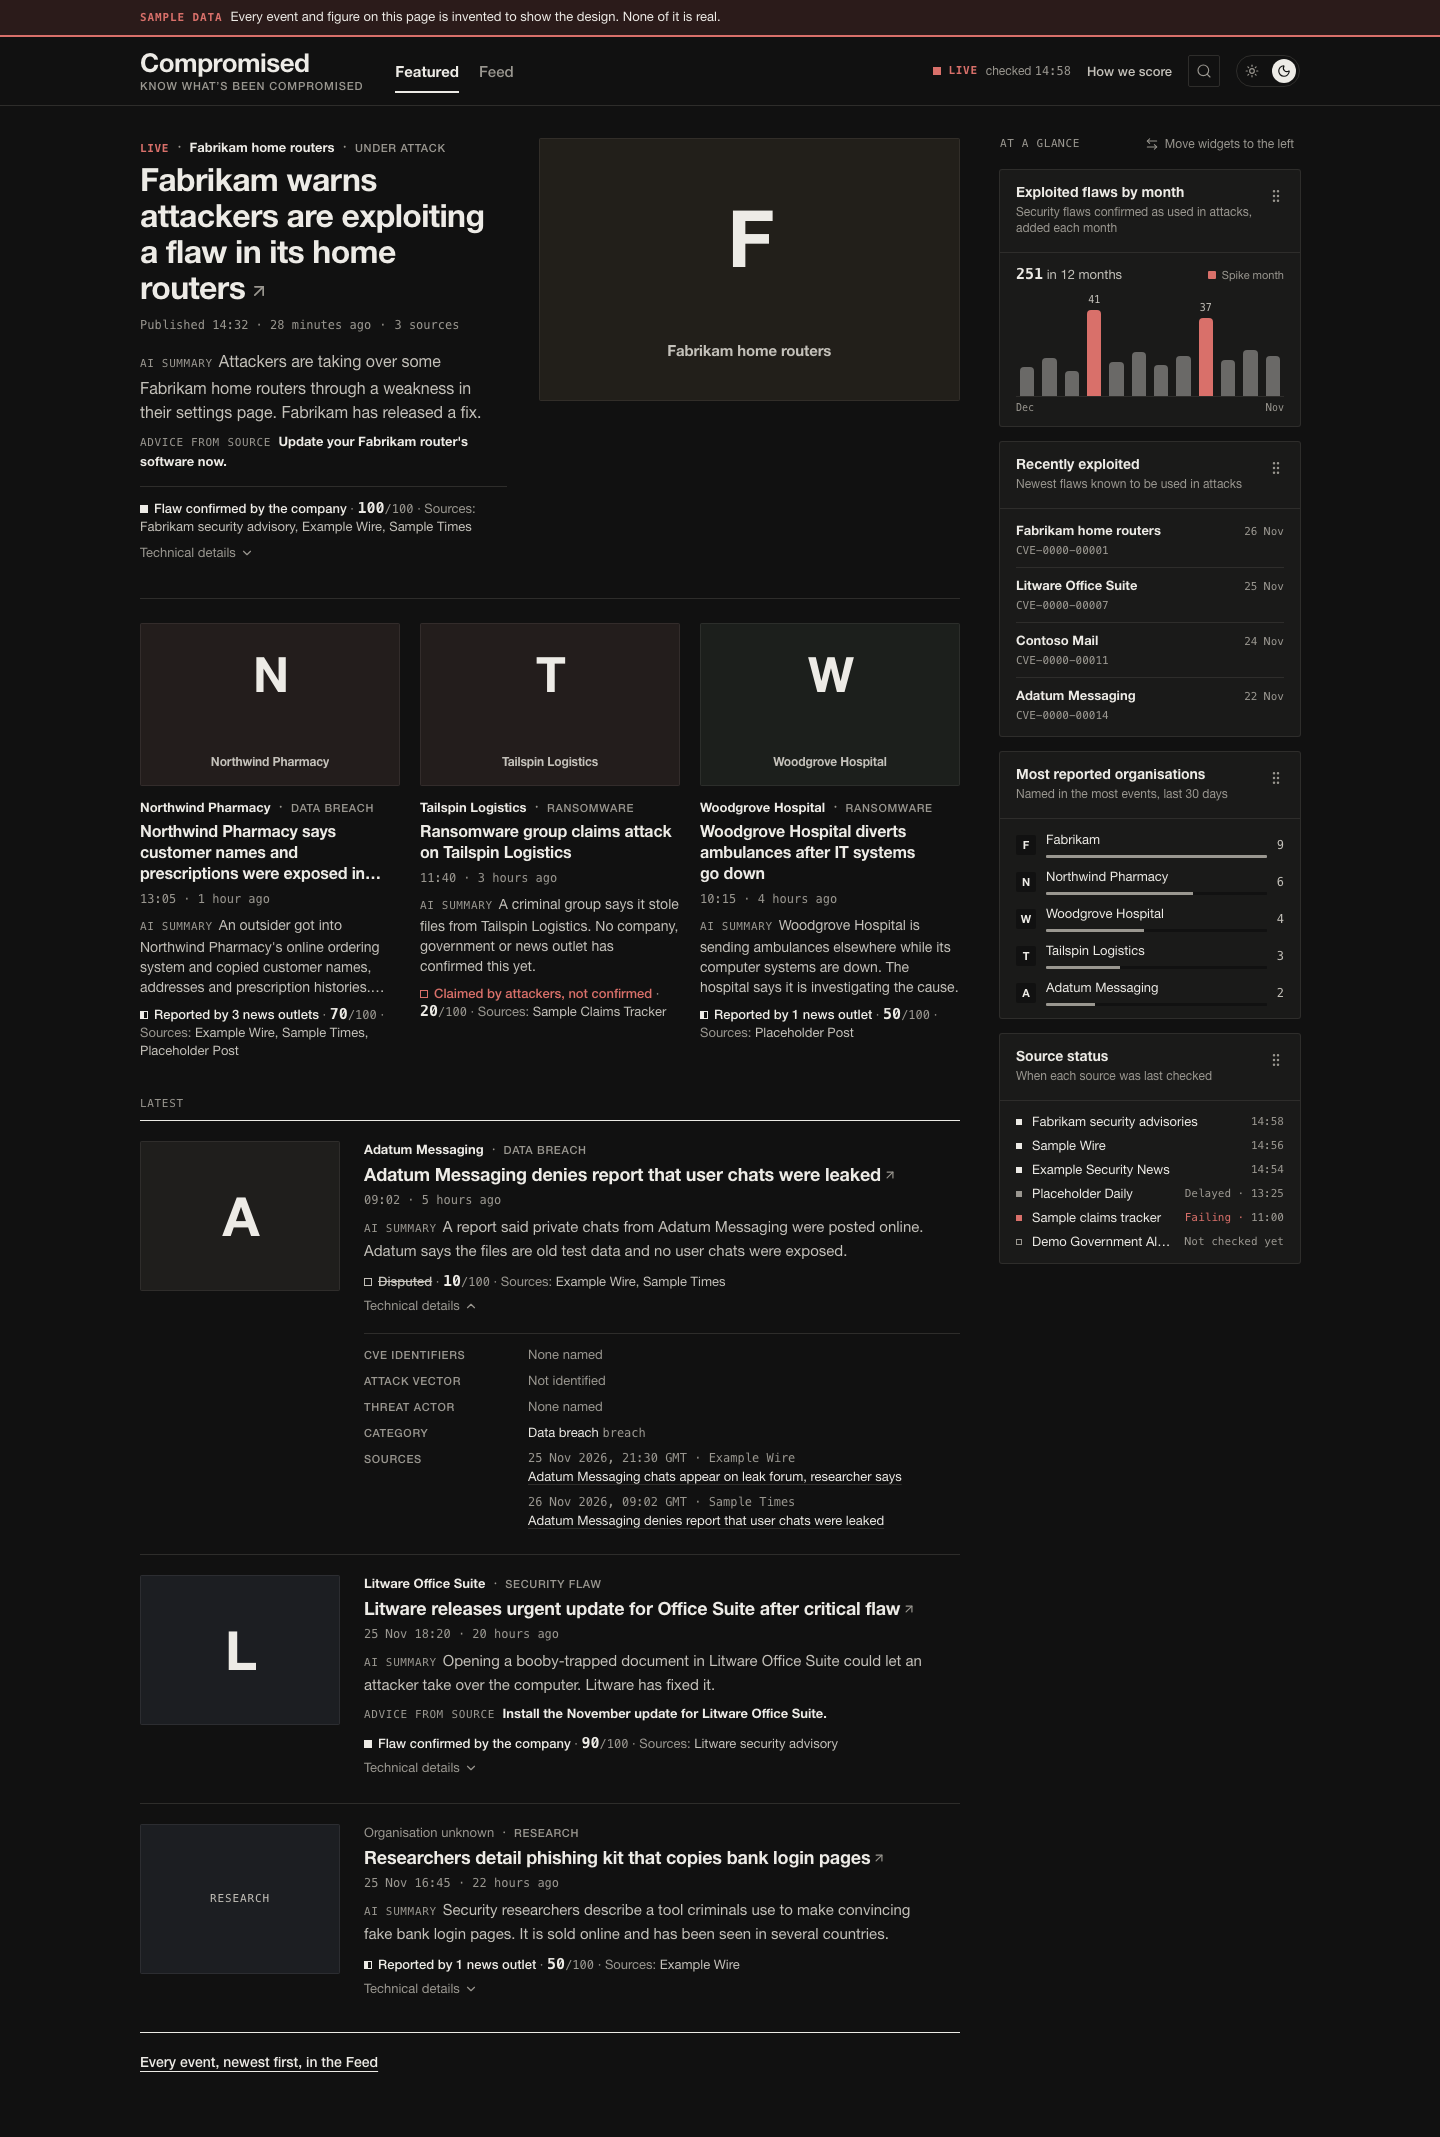 SAMPLE DATA Every event and figure on this page is invented to show the design. None of it is real.
Compromised
KNOW WHAT'S BEEN COMPROMISED
Featured Feed
LIVE checked 14:58 How we score
LIVE · Fabrikam home routers · UNDER ATTACK
Fabrikam warns
attackers are exploiting
a flaw in its home
routers
Published 14:32 · 28 minutes ago · 3 sources
AI SUMMARY Attackers are taking over some
Fabrikam home routers through a weakness in
their settings page. Fabrikam has released a fix.
ADVICE FROM SOURCE Update your Fabrikam router's
software now.
Flaw confirmed by the company · 100/100 · Sources:
Fabrikam security advisory, Example Wire, Sample Times
Technical details
F
Fabrikam home routers
N
Northwind Pharmacy
Northwind Pharmacy · DATA BREACH
Northwind Pharmacy says
customer names and
prescriptions were exposed in...
13:05 · 1 hour ago
AI SUMMARY An outsider got into
Northwind Pharmacy's online ordering
system and copied customer names,
addresses and prescription histories....
Reported by 3 news outlets · 70/100 ·
Sources: Example Wire, Sample Times,
Placeholder Post
T
Tailspin Logistics
Tailspin Logistics · RANSOMWARE
Ransomware group claims attack
on Tailspin Logistics
11:40 · 3 hours ago
AI SUMMARY A criminal group says it stole
files from Tailspin Logistics. No company,
government or news outlet has
confirmed this yet.
Claimed by attackers, not confirmed ·
20/100 · Sources: Sample Claims Tracker
W
Woodgrove Hospital
Woodgrove Hospital · RANSOMWARE
Woodgrove Hospital diverts
ambulances after IT systems
go down
10:15 · 4 hours ago
AI SUMMARY Woodgrove Hospital is
sending ambulances elsewhere while its
computer systems are down. The
hospital says it is investigating the cause.
Reported by 1 news outlet · 50/100 ·
Sources: Placeholder Post
LATEST
A
Adatum Messaging · DATA BREACH
Adatum Messaging denies report that user chats were leaked
09:02 · 5 hours ago
AI SUMMARY A report said private chats from Adatum Messaging were posted online.
Adatum says the files are old test data and no user chats were exposed.
Disputed · 10/100 · Sources: Example Wire, Sample Times
Technical details
CVE IDENTIFIERS None named
ATTACK VECTOR Not identified
THREAT ACTOR None named
CATEGORY Data breach breach
SOURCES 25 Nov 2026, 21:30 GMT · Example Wire
Adatum Messaging chats appear on leak forum, researcher says
26 Nov 2026, 09:02 GMT · Sample Times
Adatum Messaging denies report that user chats were leaked
L
Litware Office Suite · SECURITY FLAW
Litware releases urgent update for Office Suite after critical flaw
25 Nov 18:20 · 20 hours ago
AI SUMMARY Opening a booby-trapped document in Litware Office Suite could let an
attacker take over the computer. Litware has fixed it.
ADVICE FROM SOURCE Install the November update for Litware Office Suite.
Flaw confirmed by the company · 90/100 · Sources: Litware security advisory
Technical details
RESEARCH
Organisation unknown · RESEARCH
Researchers detail phishing kit that copies bank login pages
25 Nov 16:45 · 22 hours ago
AI SUMMARY Security researchers describe a tool criminals use to make convincing
fake bank login pages. It is sold online and has been seen in several countries.
Reported by 1 news outlet · 50/100 · Sources: Example Wire
Technical details
Every event, newest first, in the Feed
AT A GLANCE Move widgets to the left
Exploited flaws by month
Security flaws confirmed as used in attacks,
added each month
251 in 12 months Spike month
41
37
Dec Nov
Recently exploited
Newest flaws known to be used in attacks
Fabrikam home routers 26 Nov
CVE-0000-00001
Litware Office Suite 25 Nov
CVE-0000-00007
Contoso Mail 24 Nov
CVE-0000-00011
Adatum Messaging 22 Nov
CVE-0000-00014
Most reported organisations
Named in the most events, last 30 days
F Fabrikam 9
N Northwind Pharmacy 6
W Woodgrove Hospital 4
T Tailspin Logistics 3
A Adatum Messaging 2
Source status
When each source was last checked
Fabrikam security advisories 14:58
Sample Wire 14:56
Example Security News 14:54
Placeholder Daily Delayed · 13:25
Sample claims tracker Failing · 11:00
Demo Government Al... Not checked yet